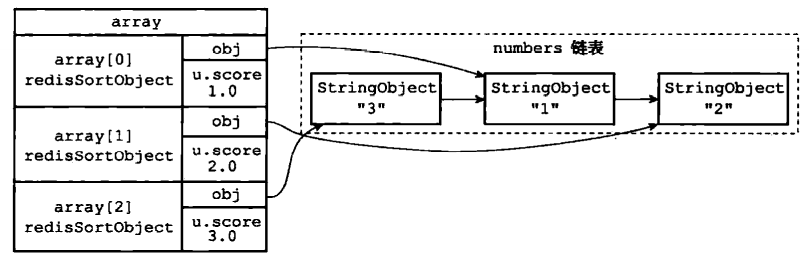 array
array[0]
redisSortObject
obj
u.score
1.0
array[1]
redisSortObject
obj
u.score
2.0
array[2]
redisSortObject
obj
u.score
3.0
numbers 链表
StringObject
"3"
StringObject
"1"
StringObject
"2"